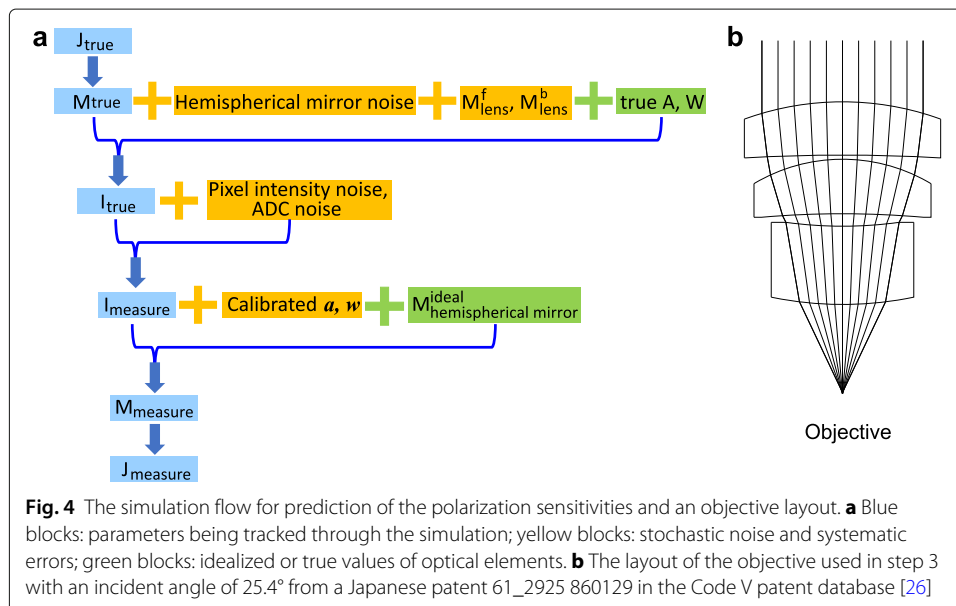 a
b
J_true
M^true + Hemispherical mirror noise + M^f_lens, M^b_lens + true A, W
I_true + Pixel intensity noise,
ADC noise
I_measure + Calibrated a, w + M^ideal_hemispherical mirror
M_measure
J_measure
Objective
Fig. 4 The simulation flow for prediction of the polarization sensitivities and an objective layout. a Blue
blocks: parameters being tracked through the simulation; yellow blocks: stochastic noise and systematic
errors; green blocks: idealized or true values of optical elements. b The layout of the objective used in step 3
with an incident angle of 25.4° from a Japanese patent 61_2925 860129 in the Code V patent database [26]